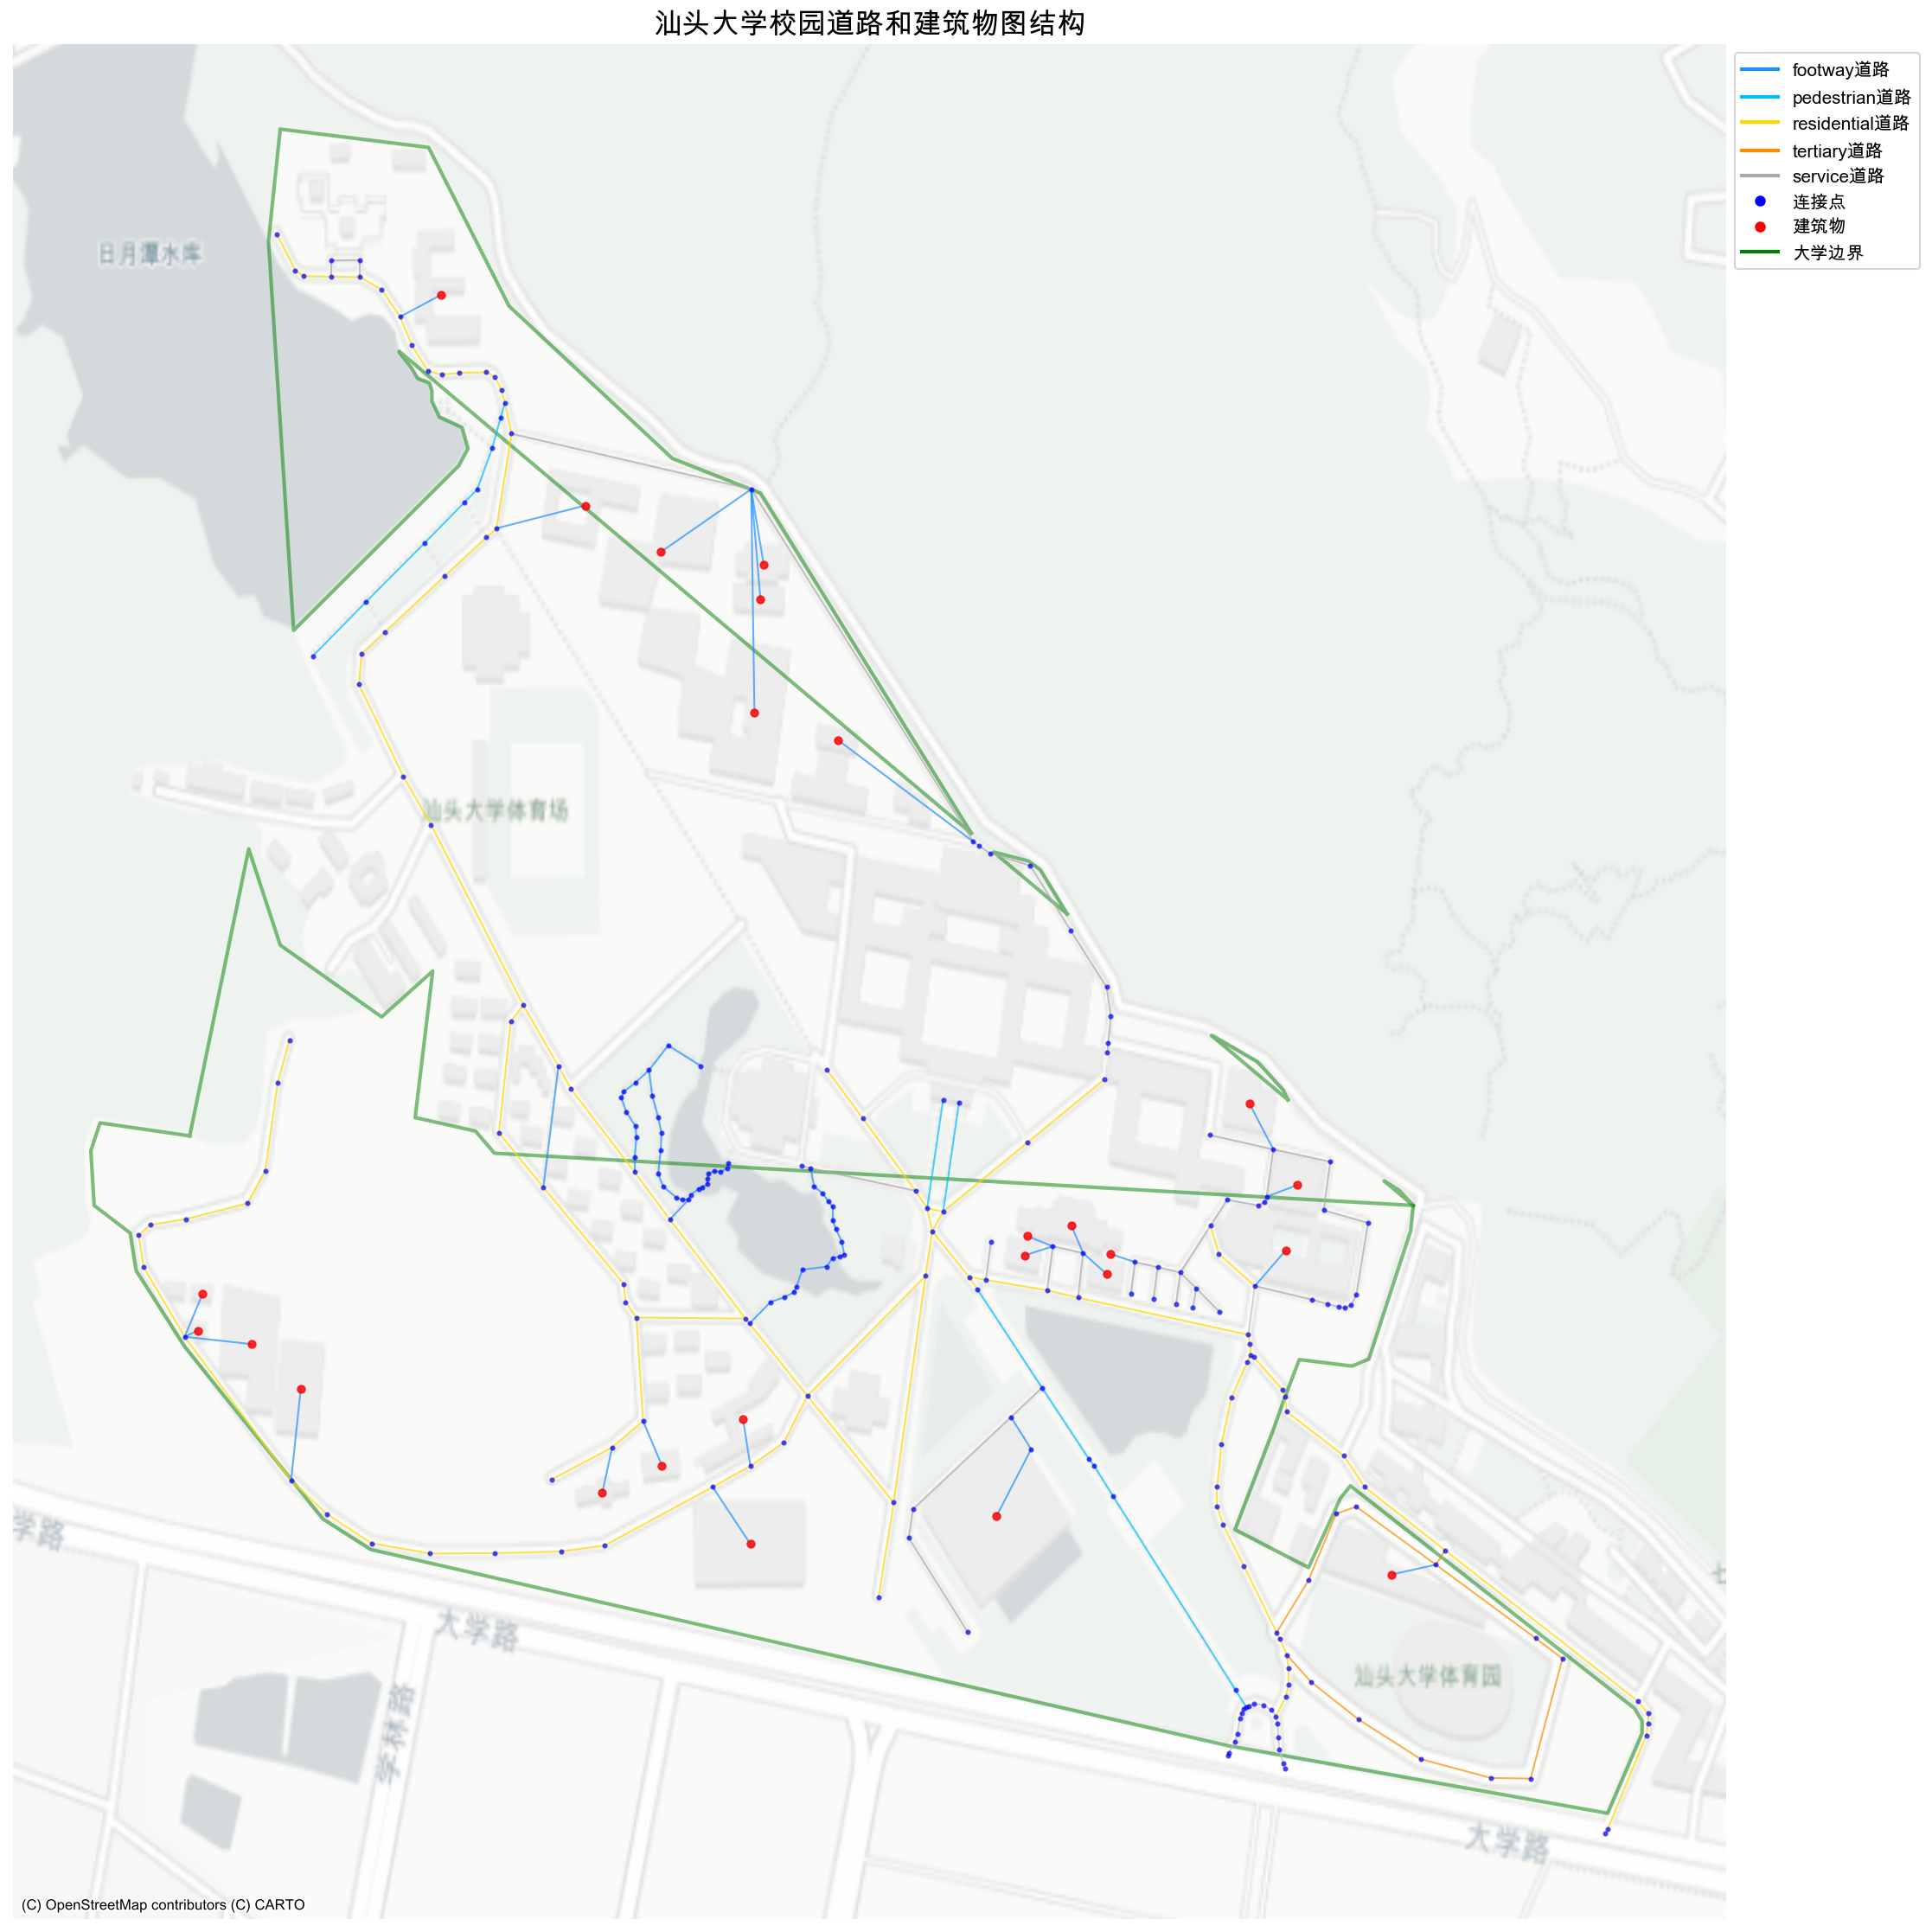 汕头大学校园道路和建筑物图结构
footway道路
pedestrian道路
residential道路
tertiary道路
service道路
连接点
建筑物
大学边界
日月潭水库
汕头大学体育场
学路
大学路
学林路
汕头大学体育园
大学路
(C) OpenStreetMap contributors (C) CARTO